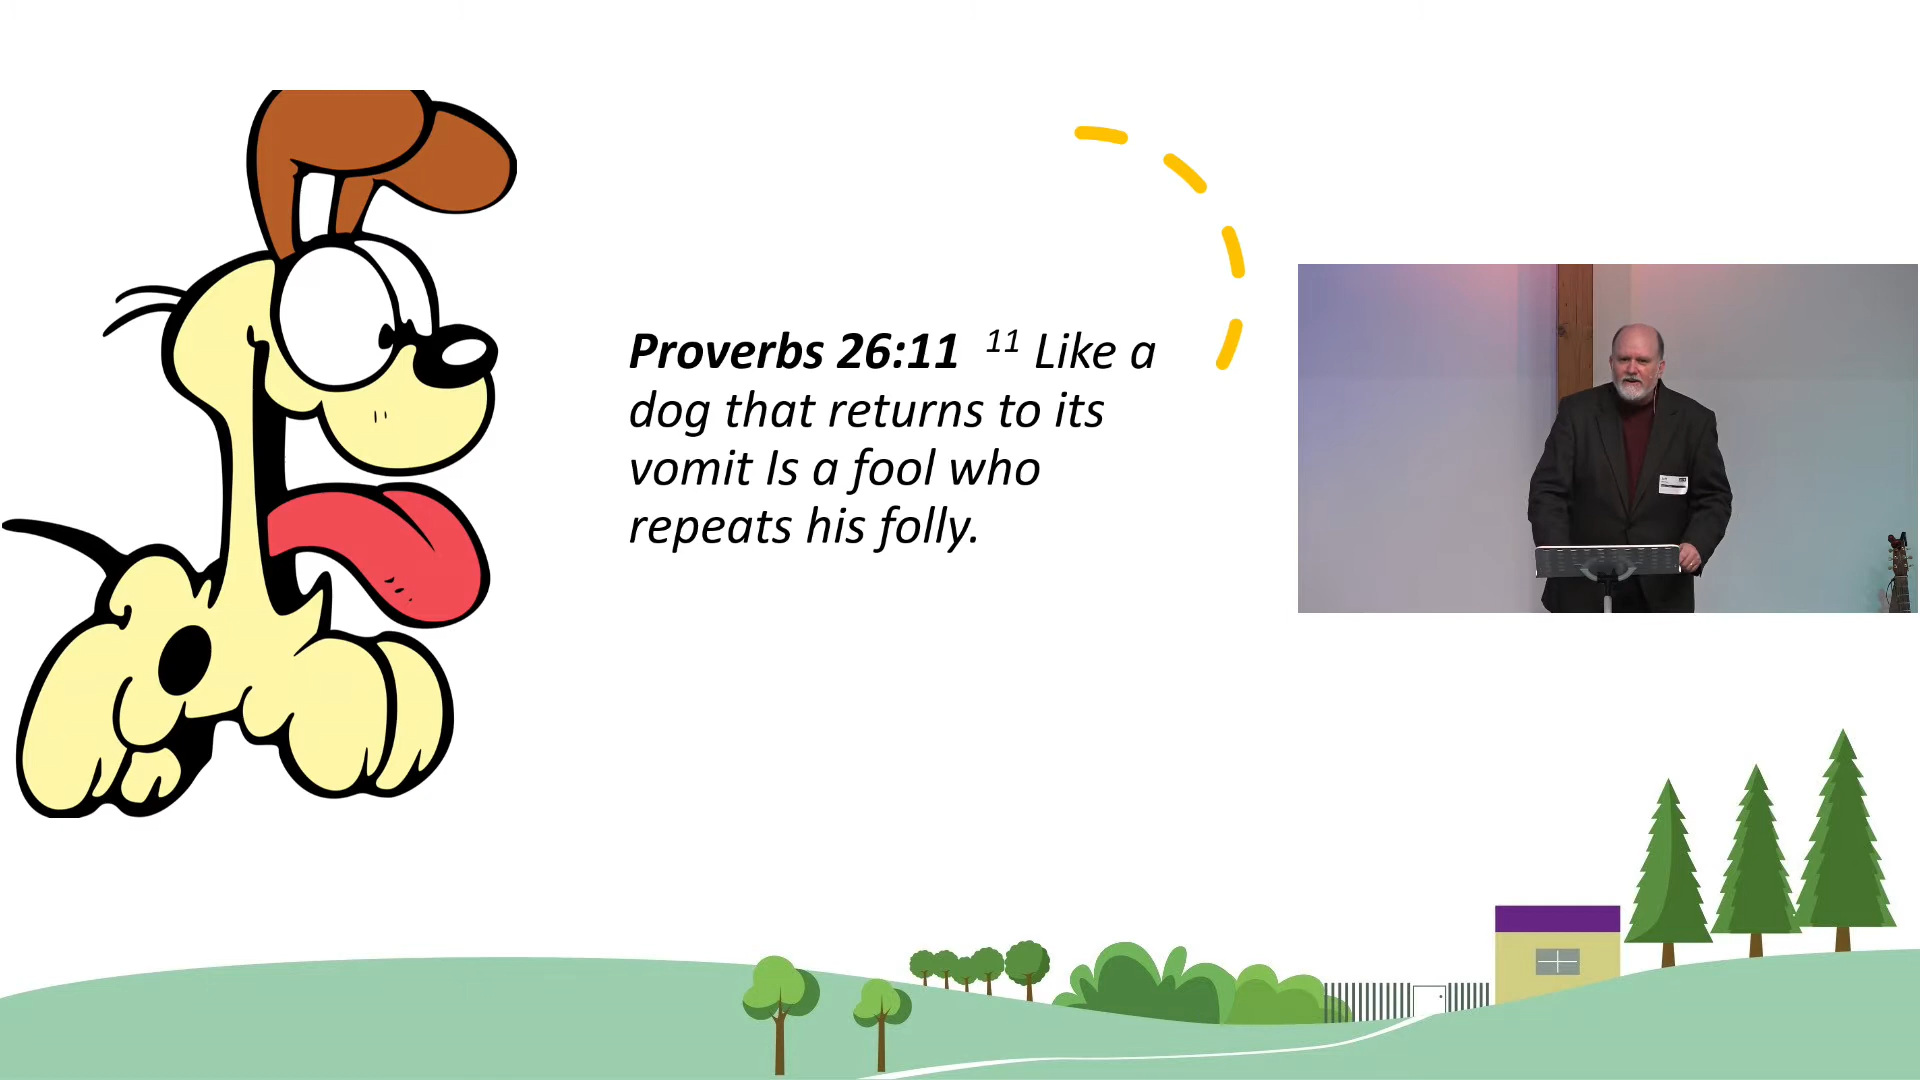 Proverbs 26:11 11 Like a
dog that returns to its
vomit Is a fool who
repeats his folly.